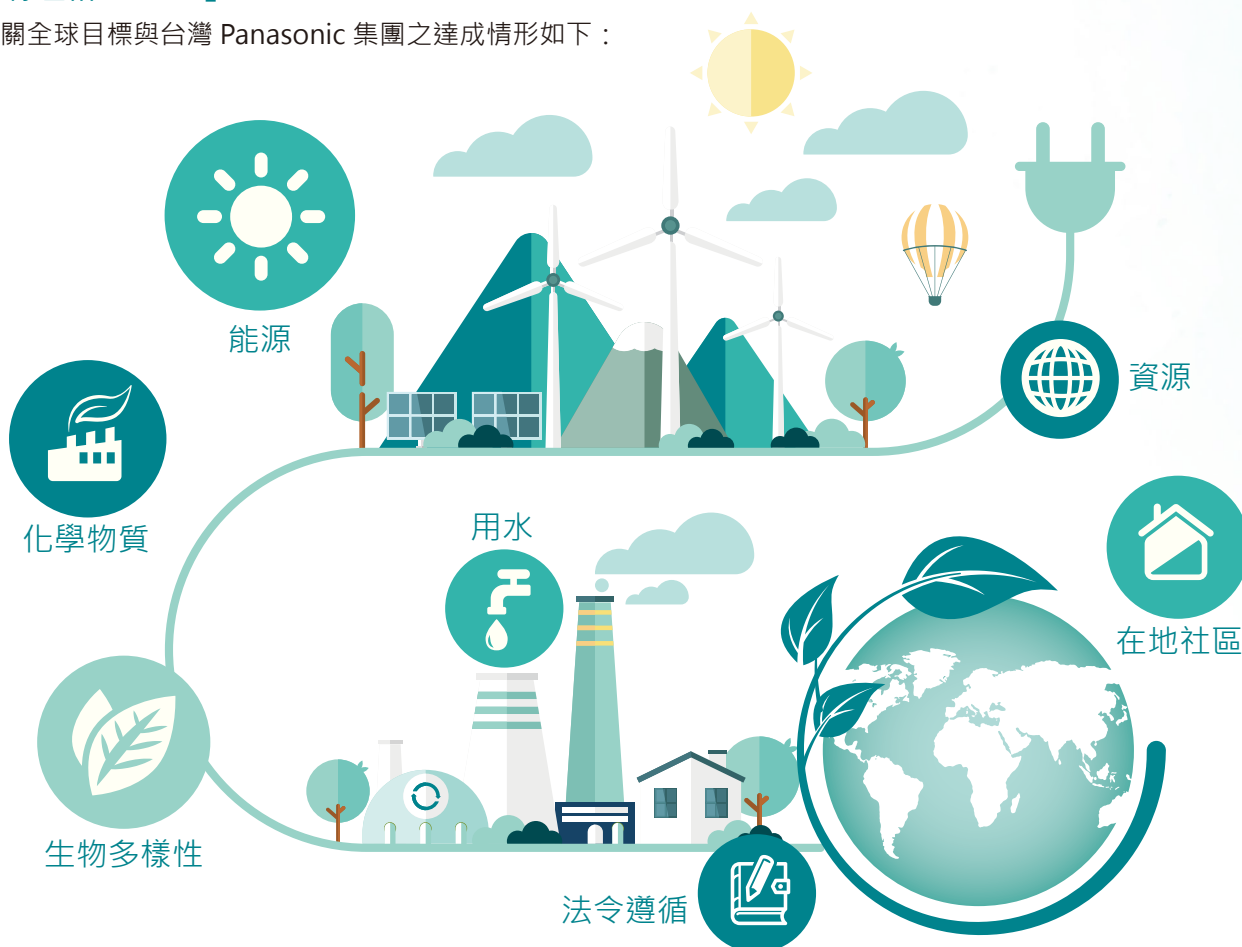 關全球目標與台灣 Panasonic 集團之達成情形如下：
能源
資源
化學物質
用水
在地社區
生物多樣性
法令遵循